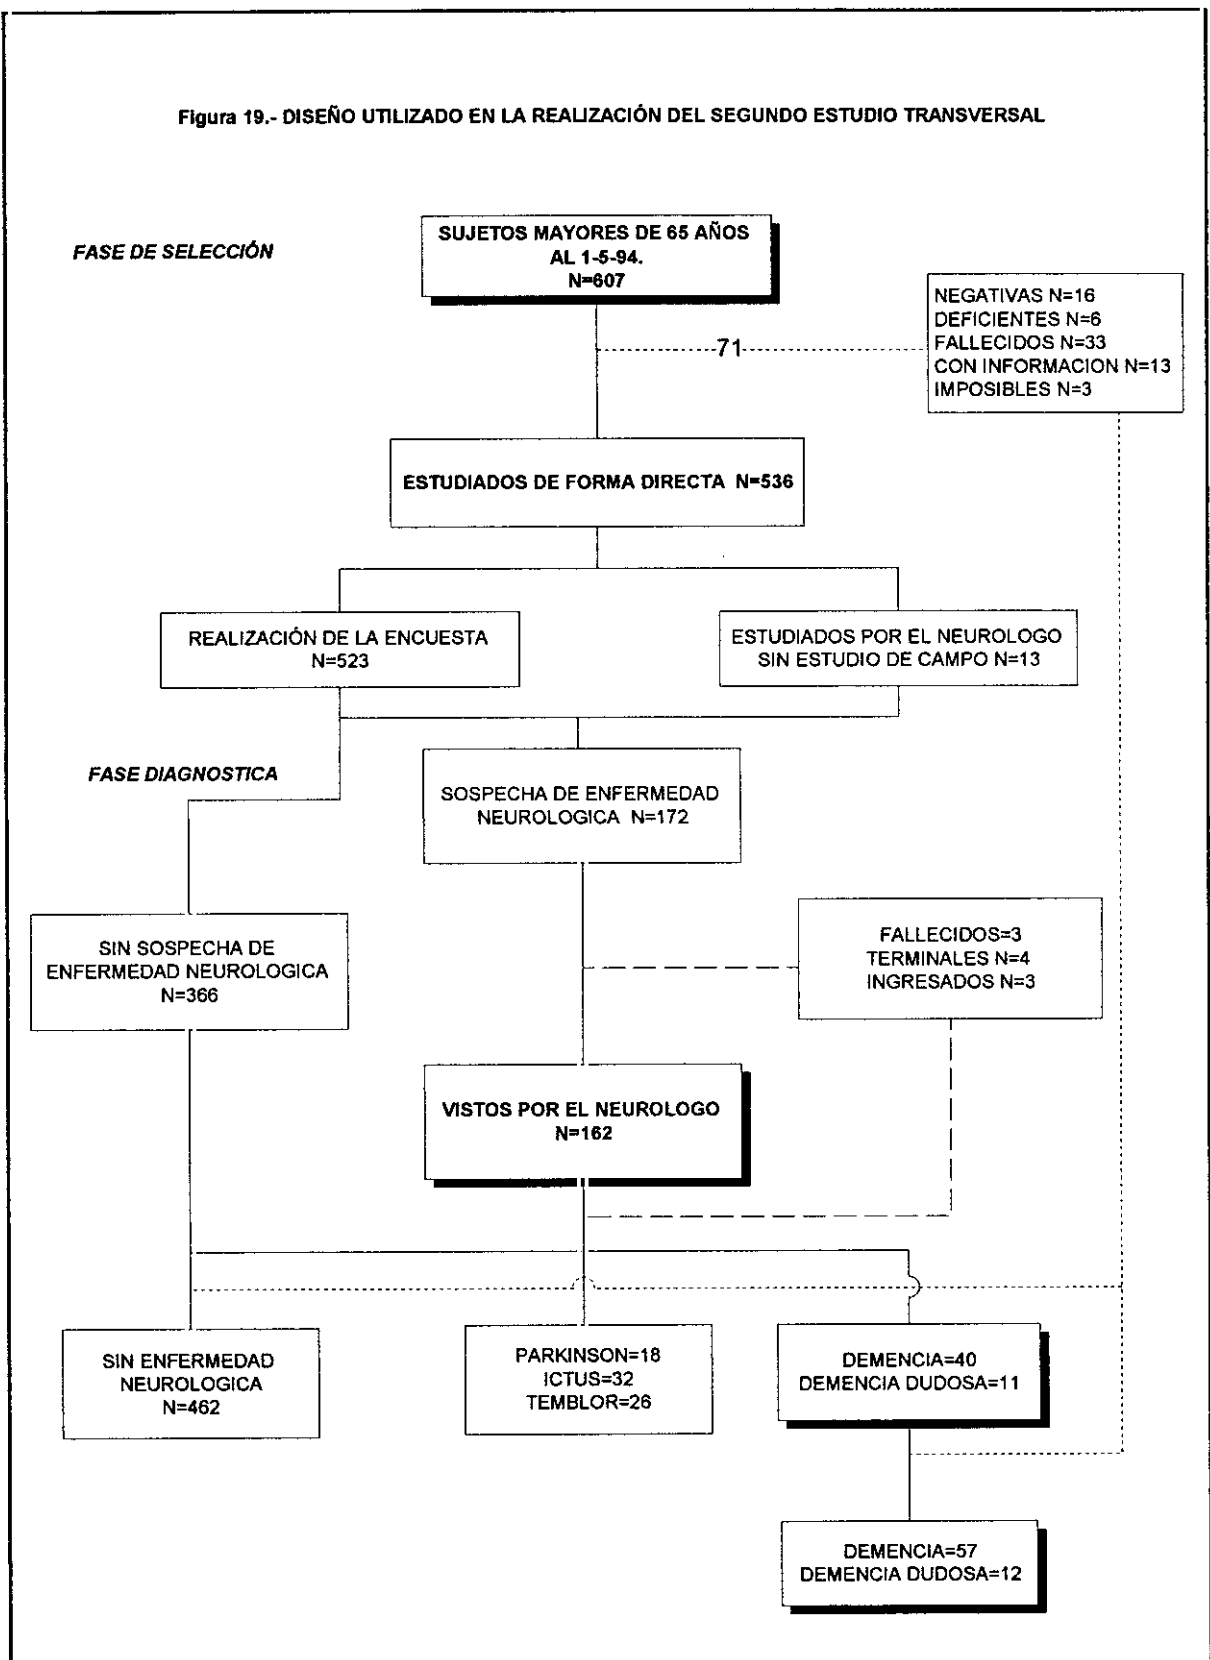 Figura 19.- DISEÑO UTILIZADO EN LA REALIZACIÓN DEL SEGUNDO ESTUDIO TRANSVERSAL
FASE DE SELECCIÓN
SUJETOS MAYORES DE 65 AÑOS
AL 1-5-94.
N=607
NEGATIVAS N=16
DEFICIENTES N=6
FALLECIDOS N=33
CON INFORMACION N=13
IMPOSIBLES N=3
71
ESTUDIADOS DE FORMA DIRECTA N=536
REALIZACIÓN DE LA ENCUESTA
N=523
ESTUDIADOS POR EL NEUROLOGO
SIN ESTUDIO DE CAMPO N=13
FASE DIAGNOSTICA
SOSPECHA DE ENFERMEDAD
NEUROLOGICA N=172
SIN SOSPECHA DE
ENFERMEDAD NEUROLOGICA
N=366
FALLECIDOS=3
TERMINALES N=4
INGRESADOS N=3
VISTOS POR EL NEUROLOGO
N=162
SIN ENFERMEDAD
NEUROLOGICA
N=462
PARKINSON=18
ICTUS=32
TEMBLOR=26
DEMENCIA=40
DEMENCIA DUDOSA=11
DEMENCIA=57
DEMENCIA DUDOSA=12